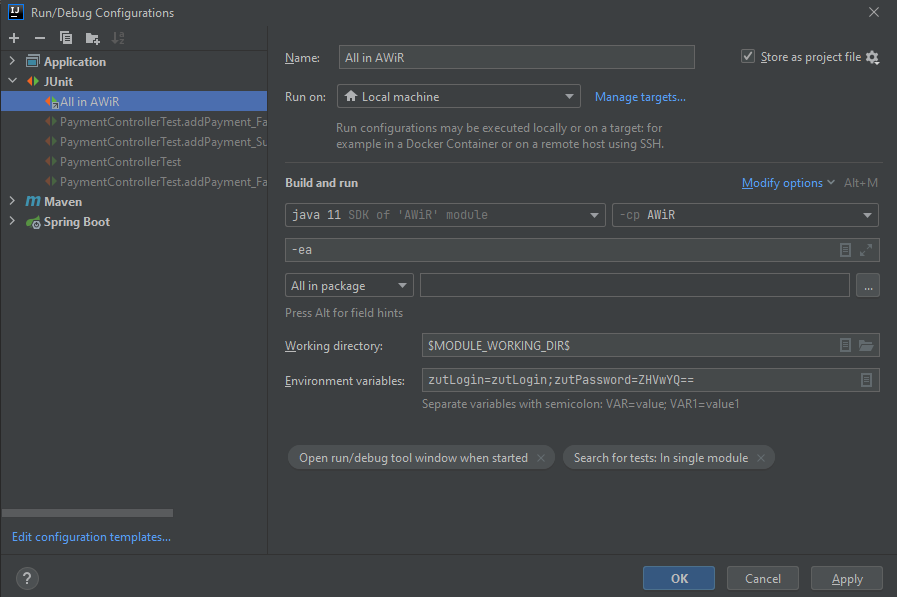 IJ Run/Debug Configurations
Application
JUnit
All in AWiR
PaymentControllerTest.addPayment_Fa
PaymentControllerTest.addPayment_Su
PaymentControllerTest
PaymentControllerTest.addPayment_Fa
m Maven
Spring Boot
Edit configuration templates...
Name: All in AWiR Store as project file
Run on: Local machine Manage targets...
Run configurations may be executed locally or on a target: for
example in a Docker Container or on a remote host using SSH.
Build and run Modify options Alt+M
java 11 SDK of 'AWiR' module -cp AWiR
-ea
All in package ...
Press Alt for field hints
Working directory: $MODULE_WORKING_DIR$
Environment variables: zutLogin=zutLogin;zutPassword=ZHVwYQ==
Separate variables with semicolon: VAR=value; VAR1=value1
Open run/debug tool window when started × Search for tests: In single module ×
? OK Cancel Apply